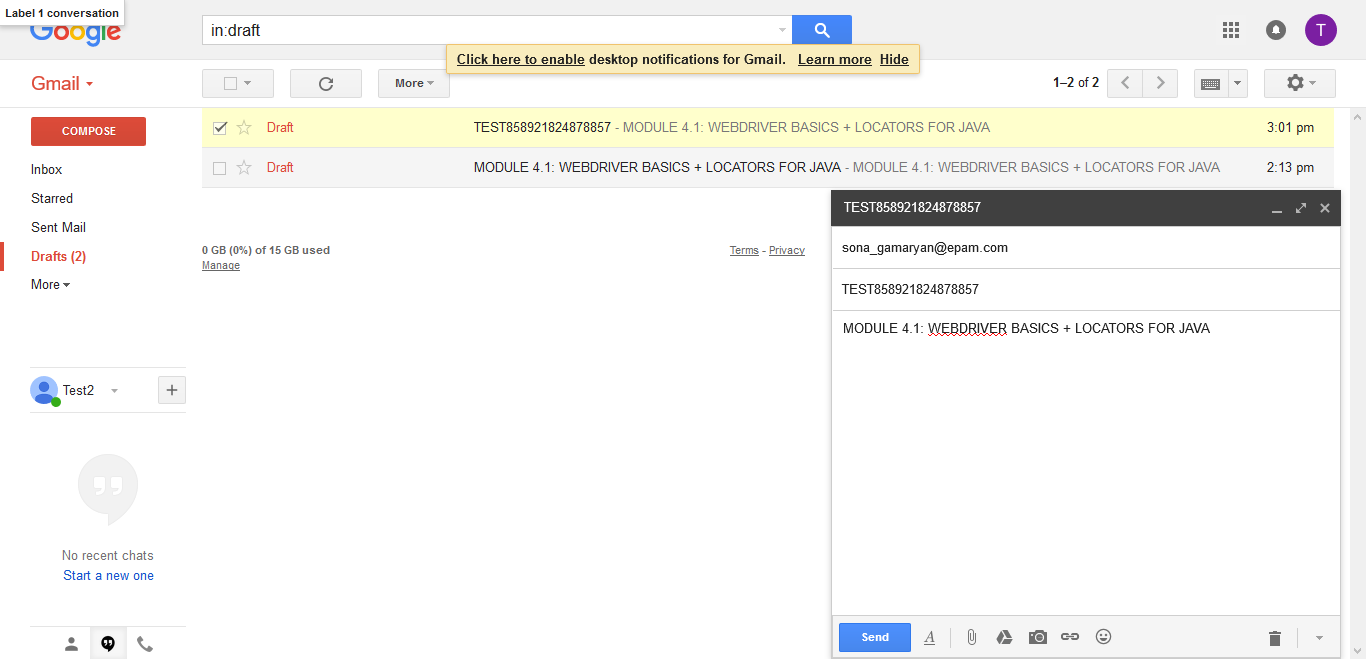 Label 1 conversation
Google
in:draft
T
Click here to enable desktop notifications for Gmail. Learn more Hide
Gmail
More
1–2 of 2
COMPOSE
Draft TEST858921824878857 - MODULE 4.1: WEBDRIVER BASICS + LOCATORS FOR JAVA 3:01 pm
Draft MODULE 4.1: WEBDRIVER BASICS + LOCATORS FOR JAVA - MODULE 4.1: WEBDRIVER BASICS + LOCATORS FOR JAVA 2:13 pm
Inbox
Starred
Sent Mail
Drafts (2)
More
0 GB (0%) of 15 GB used
Manage
Terms - Privacy
TEST858921824878857
sona_gamaryan@epam.com
TEST858921824878857
MODULE 4.1: WEBDRIVER BASICS + LOCATORS FOR JAVA
Test2
No recent chats
Start a new one
Send